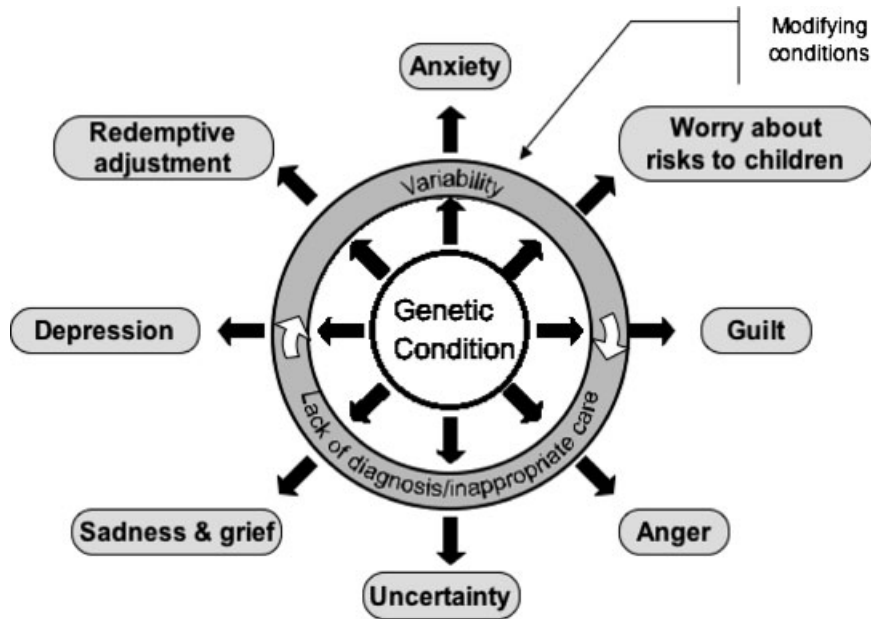 Modifying
conditions
Anxiety
Redemptive
adjustment
Worry about
risks to children
Variability
Genetic
Condition
Depression
Guilt
Lack of diagnosis/inappropriate care
Sadness & grief
Anger
Uncertainty